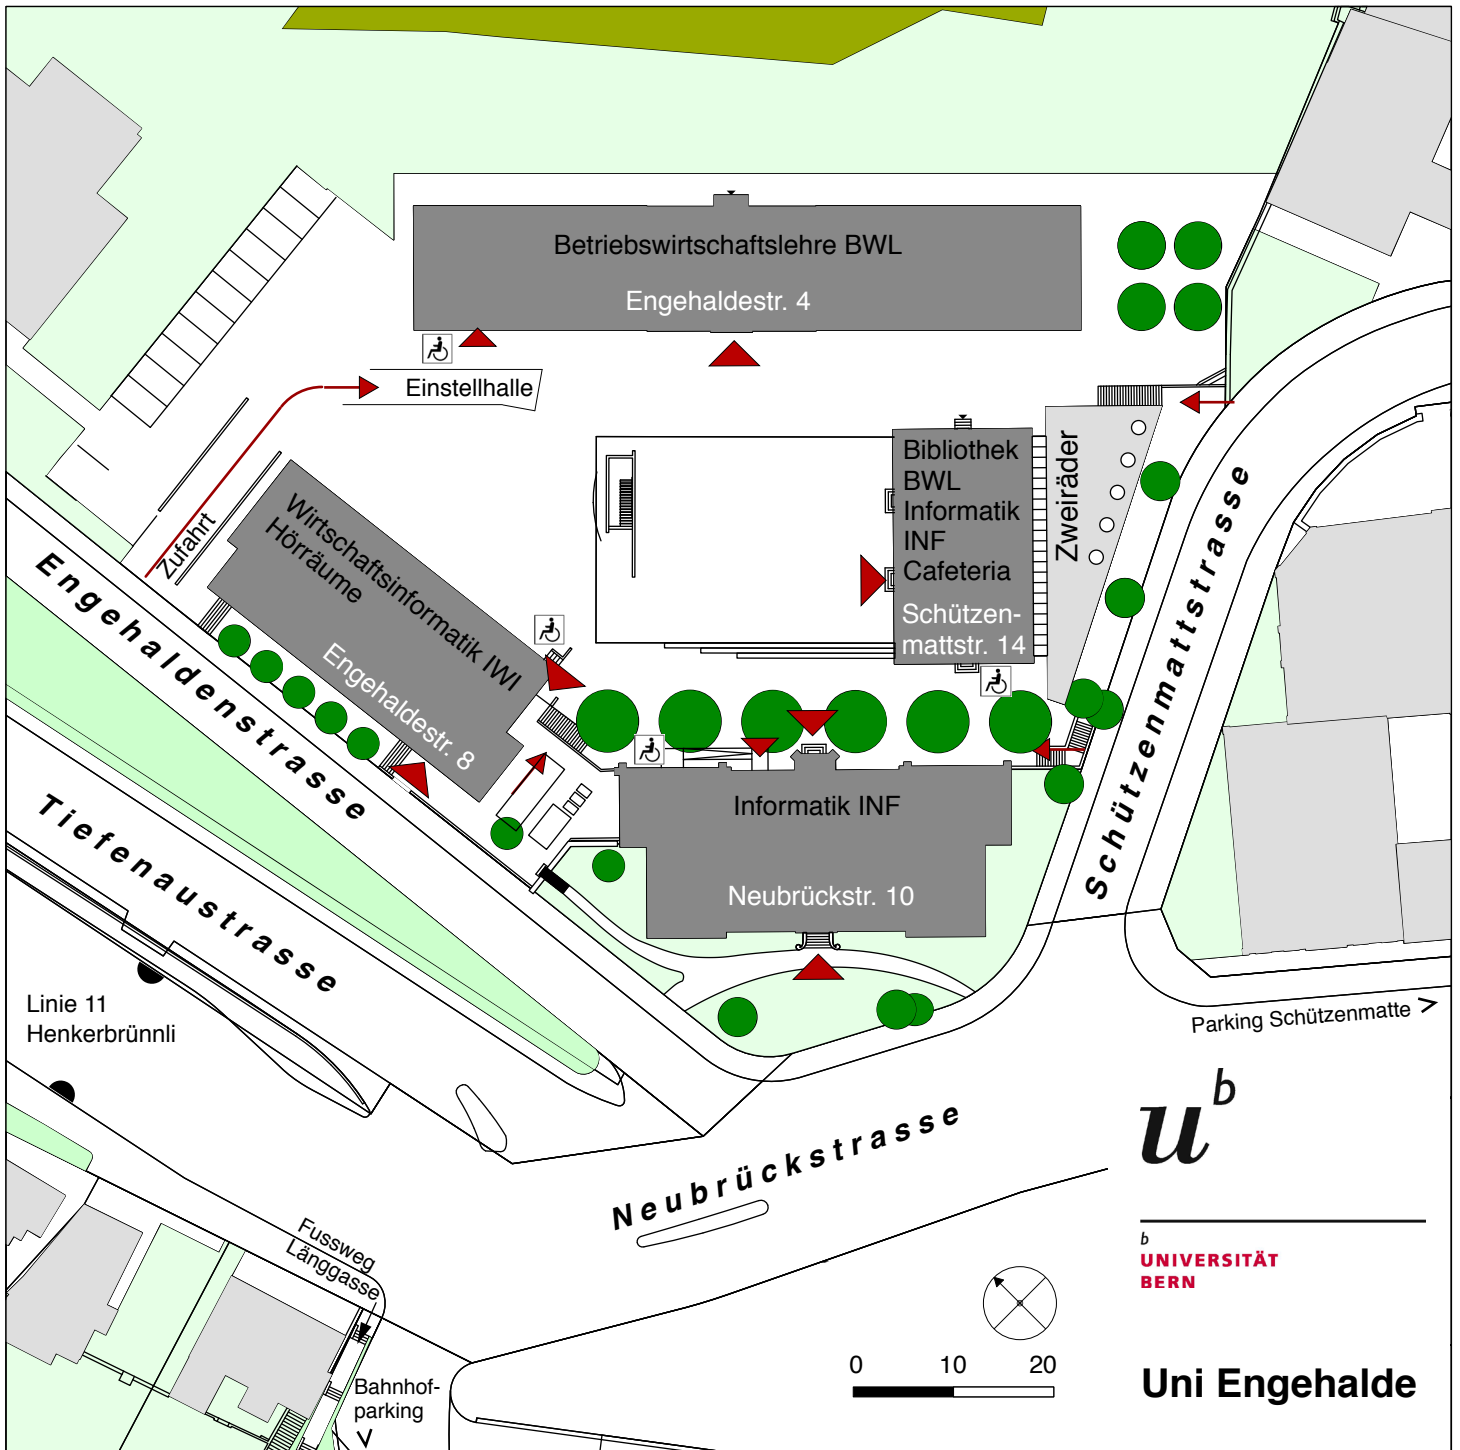 Betriebswirtschaftslehre BWL
Engehaldestr. 4
Einstellhalle
Zufahrt
Wirtschaftsinformatik IWI
Hörräume
Engehaldestr. 8
Bibliothek
BWL
Informatik
INF
Cafeteria
Schützen-
mattstr. 14
Zweiräder
Informatik INF
Neubrückstr. 10
Engehaldenstrasse
Tiefenaustrasse
Schützenmattstrasse
Linie 11
Henkerbrünnli
Parking Schützenmatte >
Neubrückstrasse
Fussweg
Länggasse
Bahnhof-
parking
>
u b
b
UNIVERSITÄT
BERN
0 10 20
Uni Engehalde